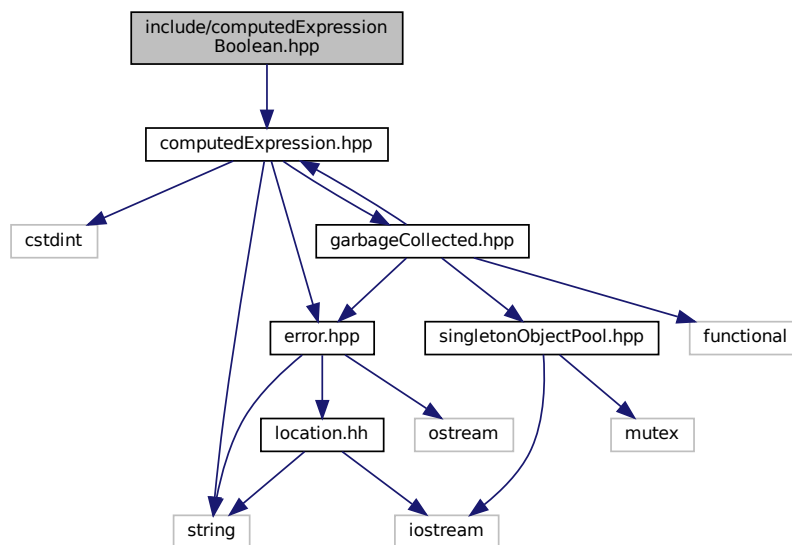 include/computedExpression
Boolean.hpp
computedExpression.hpp
cstdint
garbageCollected.hpp
error.hpp
singletonObjectPool.hpp
functional
location.hh
ostream
mutex
string
iostream